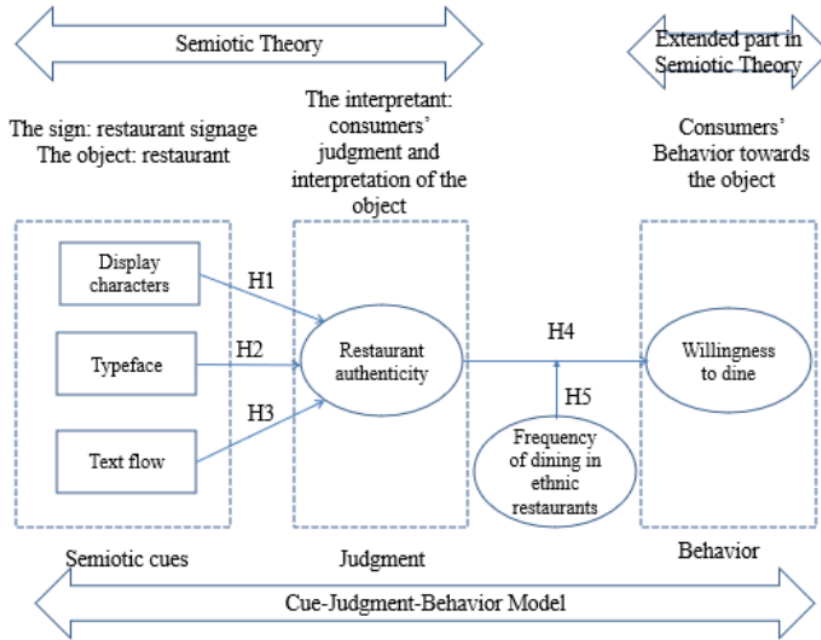 Semiotic Theory
Extended part in
Semiotic Theory
The sign: restaurant signage
The object: restaurant
The interpretant:
consumers’
judgment and
interpretation of the
object
Consumers’
Behavior towards
the object
Display
characters
Typeface
Text flow
H1
H2
H3
Restaurant
authenticity
H4
H5
Frequency
of dining in
ethnic
restaurants
Willingness
to dine
Semiotic cues
Judgment
Behavior
Cue-Judgment-Behavior Model